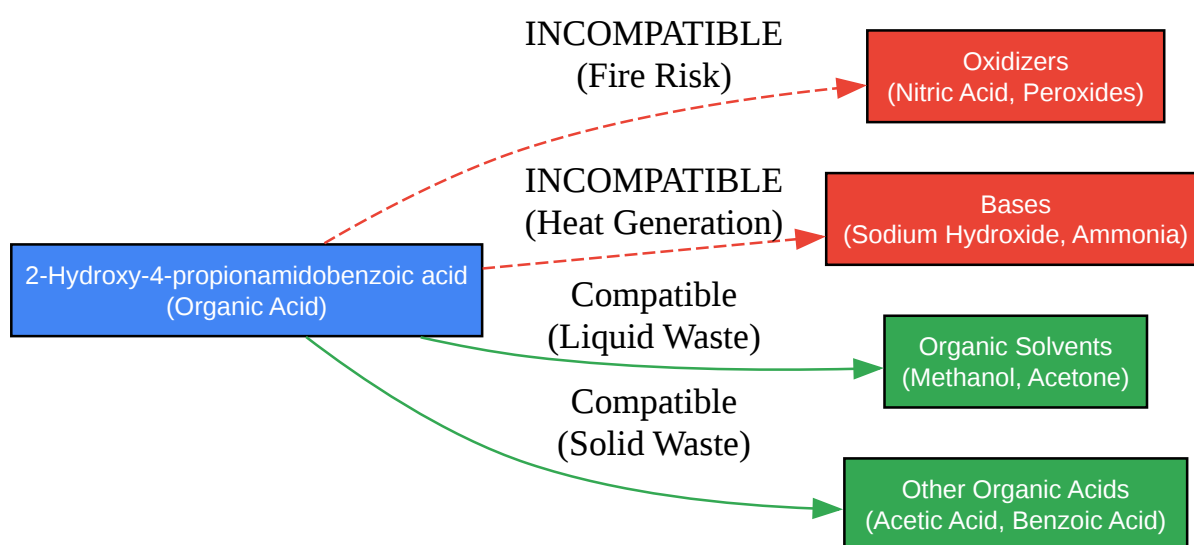 INCOMPATIBLE
(Fire Risk)
Oxidizers
(Nitric Acid, Peroxides)
INCOMPATIBLE
(Heat Generation)
Bases
(Sodium Hydroxide, Ammonia)
2-Hydroxy-4-propionamidobenzoic acid
(Organic Acid)
Compatible
(Liquid Waste)
Organic Solvents
(Methanol, Acetone)
Compatible
(Solid Waste)
Other Organic Acids
(Acetic Acid, Benzoic Acid)